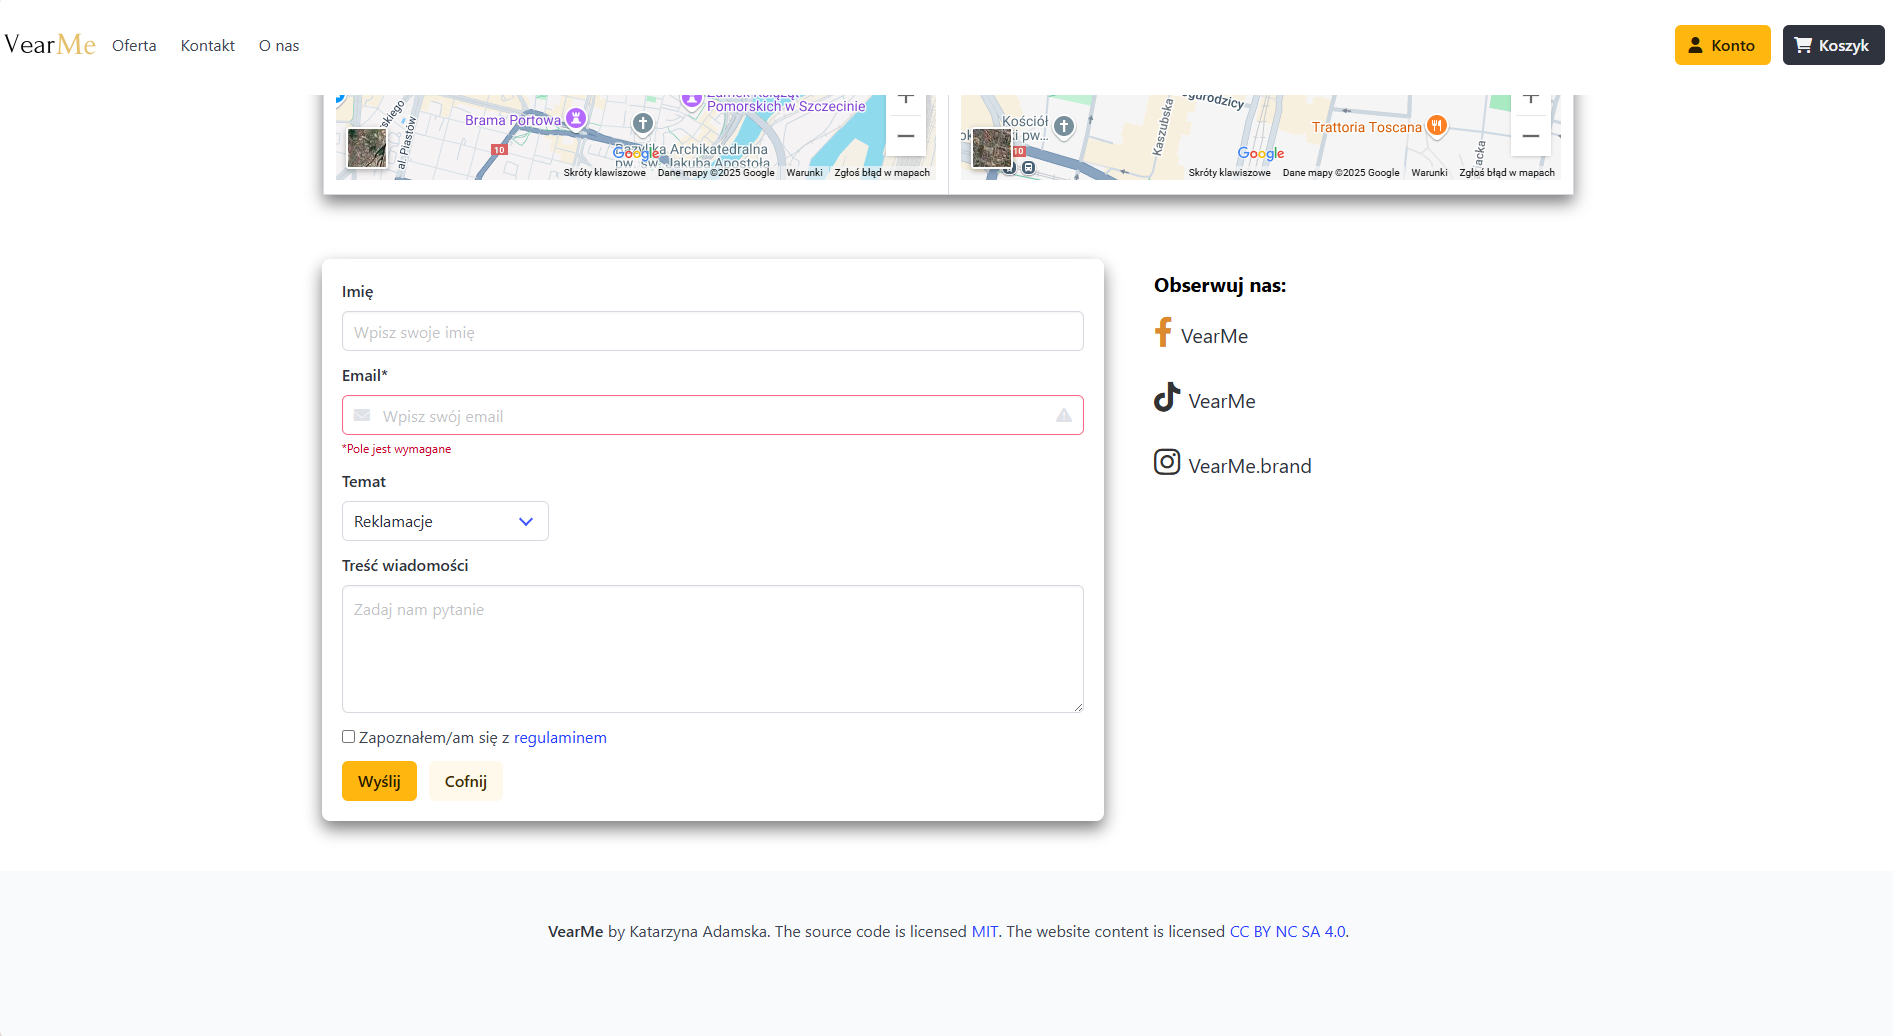 VearMe Oferta Kontakt O nas Konto Koszyk
Pomorskich w Szczecinie
Brama Portowa
al. Piastów
10
Bazylika Archikatedralna
pw. św. Jakuba Apostoła
Google
Skróty klawiszowe Dane mapy ©2025 Google Warunki Zgłoś błąd w mapach
Kaszubska
Kościół
Trattoria Toscana
10
Google
Skróty klawiszowe Dane mapy ©2025 Google Warunki Zgłoś błąd w mapach
Imię
Wpisz swoje imię
Email*
Wpisz swój email
*Pole jest wymagane
Temat
Reklamacje
Treść wiadomości
Zadaj nam pytanie
Zapoznałem/am się z regulaminem
Wyślij Cofnij
Obserwuj nas:
VearMe
VearMe
VearMe.brand
VearMe by Katarzyna Adamska. The source code is licensed MIT. The website content is licensed CC BY NC SA 4.0.